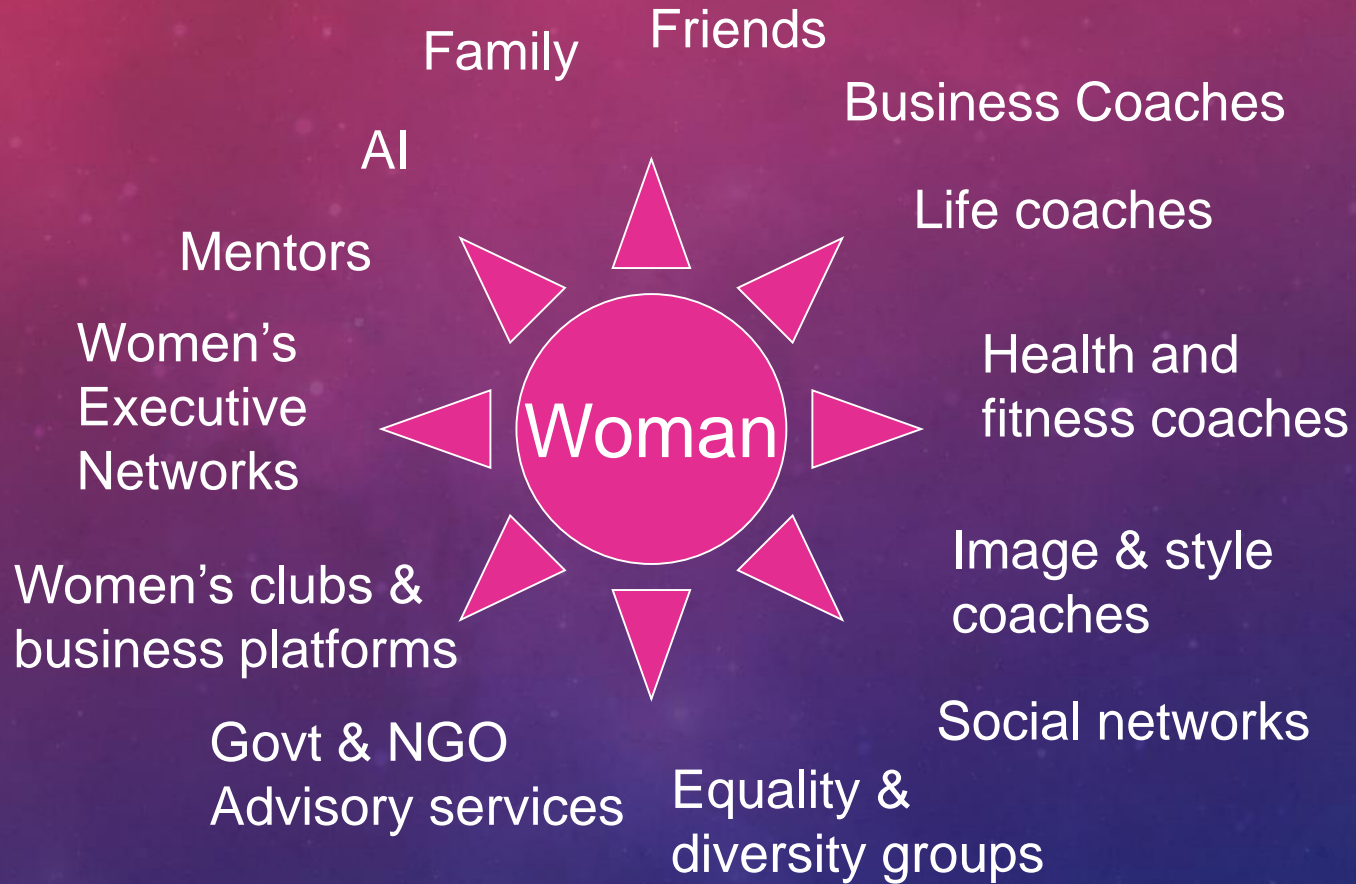 Friends
Family
Business Coaches
AI
Life coaches
Mentors
Women’s
Executive
Networks
Health and
fitness coaches
Woman
Image & style
coaches
Women’s clubs &
business platforms
Social networks
Govt & NGO
Advisory services
Equality &
diversity groups